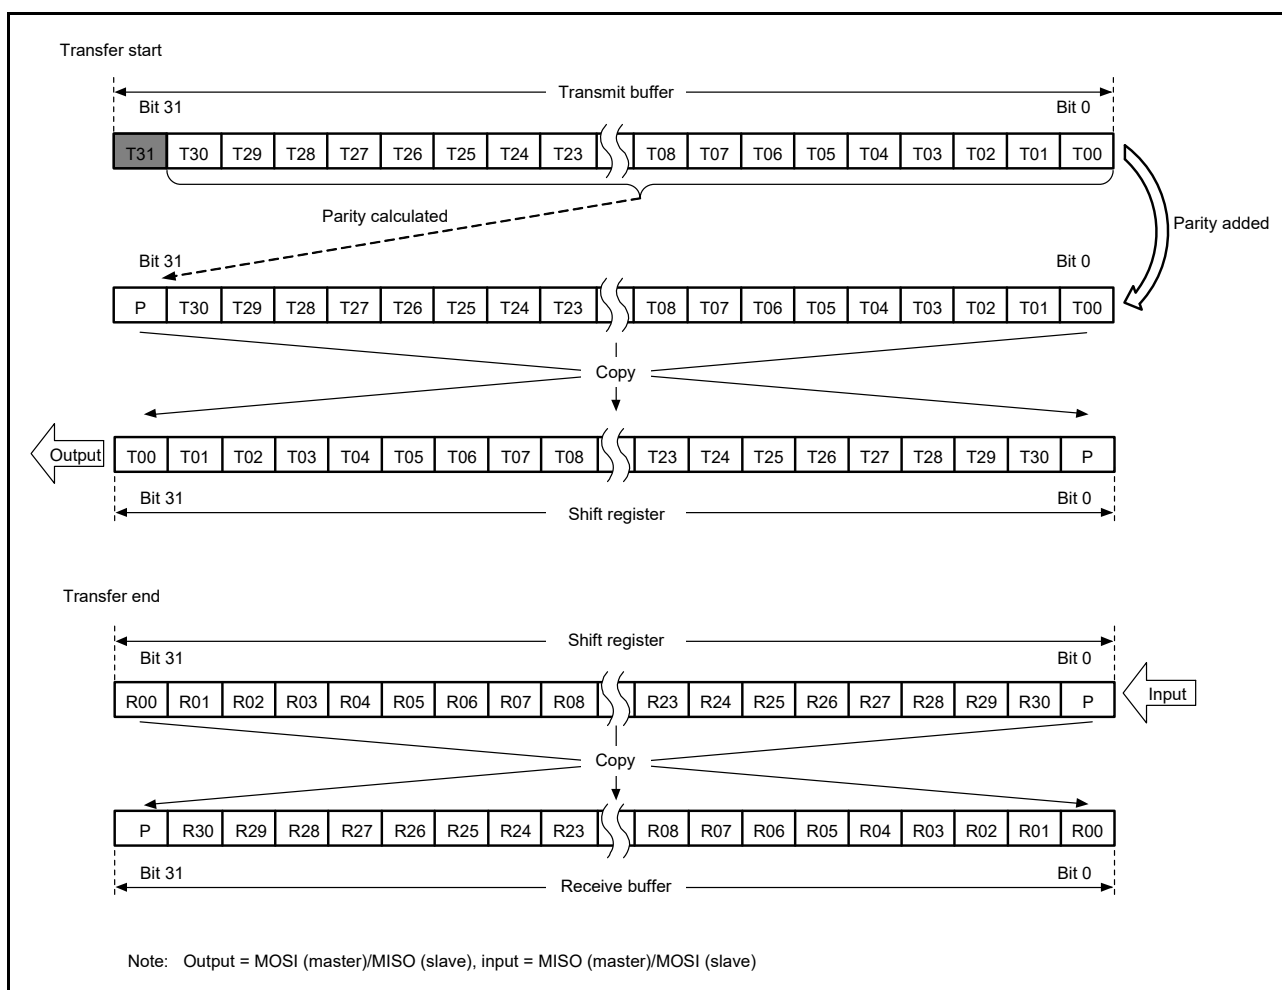 Transfer start
Transmit buffer
Bit 31 Bit 0
T31 T30 T29 T28 T27 T26 T25 T24 T23 T08 T07 T06 T05 T04 T03 T02 T01 T00
Parity calculated
Parity added
Bit 31 Bit 0
P T30 T29 T28 T27 T26 T25 T24 T23 T08 T07 T06 T05 T04 T03 T02 T01 T00
Copy
Output
T00 T01 T02 T03 T04 T05 T06 T07 T08 T23 T24 T25 T26 T27 T28 T29 T30 P
Bit 31 Bit 0
Shift register
Transfer end
Shift register
Bit 31 Bit 0
R00 R01 R02 R03 R04 R05 R06 R07 R08 R23 R24 R25 R26 R27 R28 R29 R30 P
Input
Copy
P R30 R29 R28 R27 R26 R25 R24 R23 R08 R07 R06 R05 R04 R03 R02 R01 R00
Bit 31 Bit 0
Receive buffer
Note: Output = MOSI (master)/MISO (slave), input = MISO (master)/MOSI (slave)